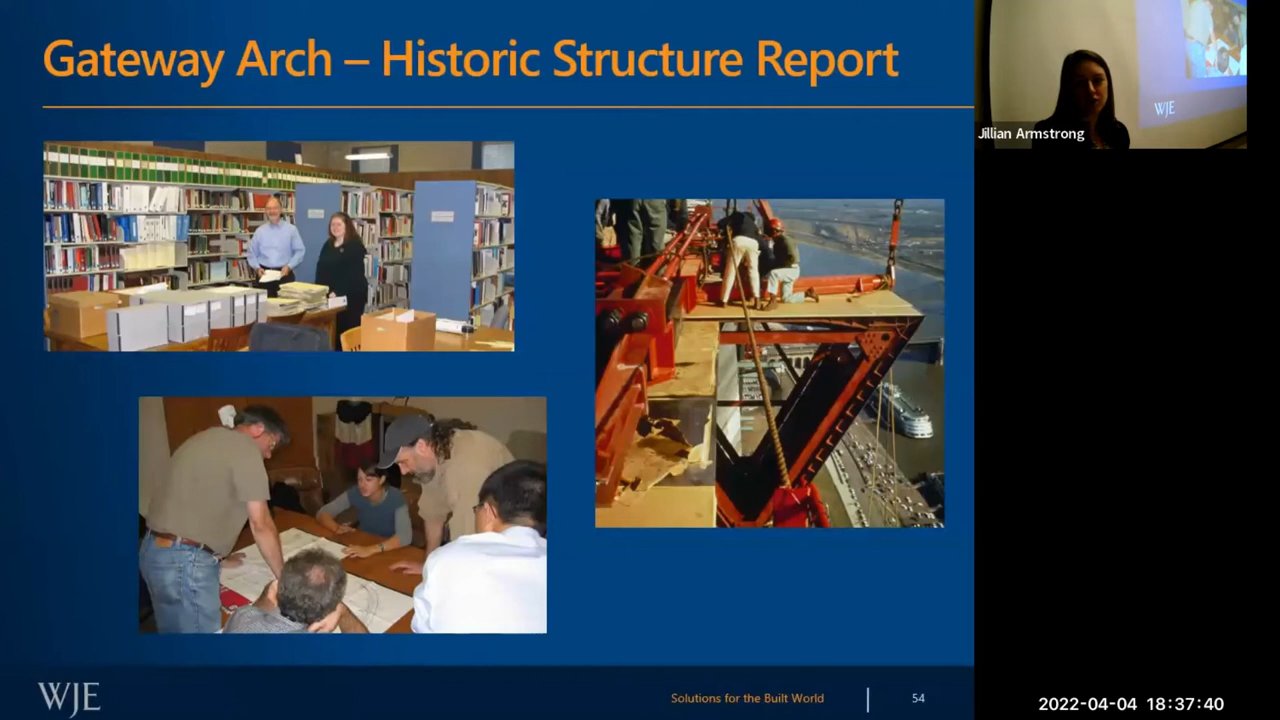 Gateway Arch – Historic Structure Report
WJE
Jillian Armstrong
WJE
Solutions for the Built World
54
2022-04-04 18:37:40